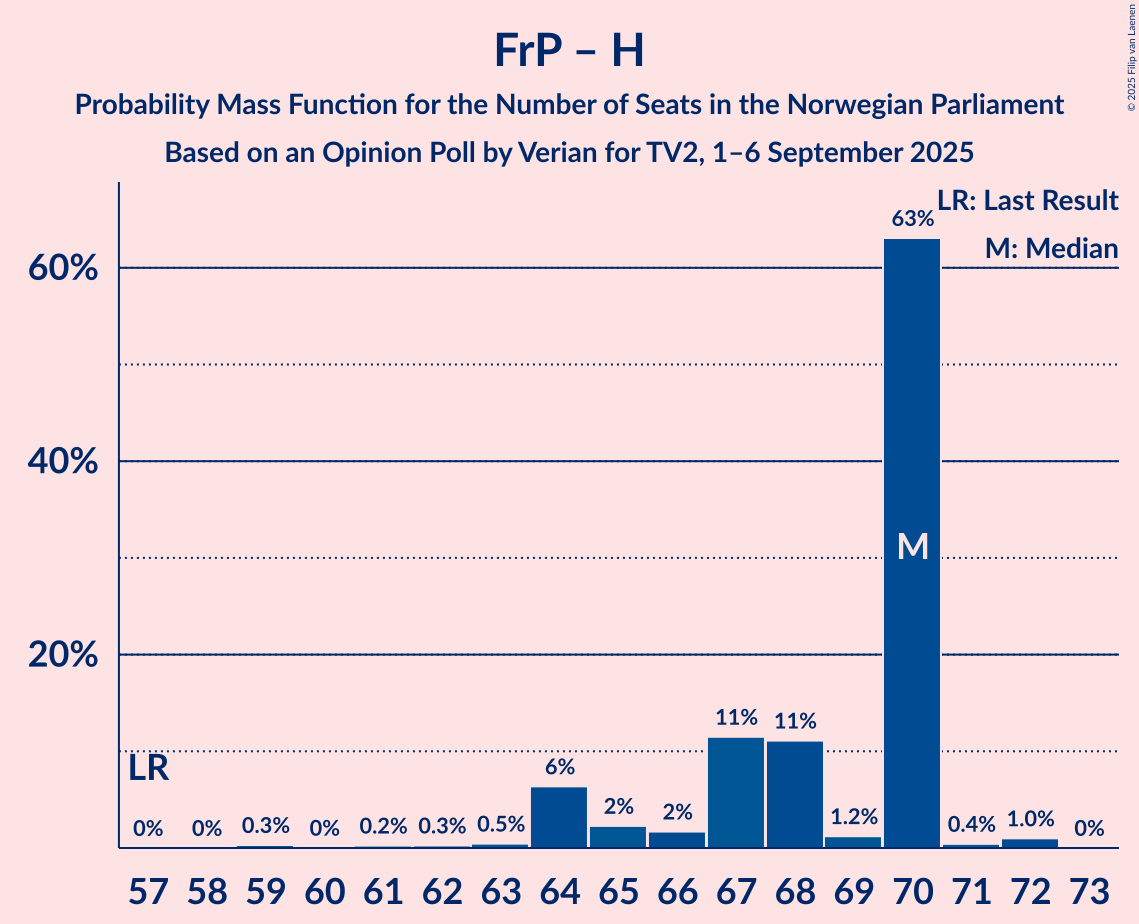 FrP – H
Probability Mass Function for the Number of Seats in the Norwegian Parliament
Based on an Opinion Poll by Verian for TV2, 1–6 September 2025
© 2025 Filip van Laenen
LR: Last Result
M: Median
60%
40%
20%
LR
M
0% 0% 0.3% 0% 0.2% 0.3% 0.5% 6% 2% 2% 11% 11% 1.2% 63% 0.4% 1.0% 0%
57 58 59 60 61 62 63 64 65 66 67 68 69 70 71 72 73